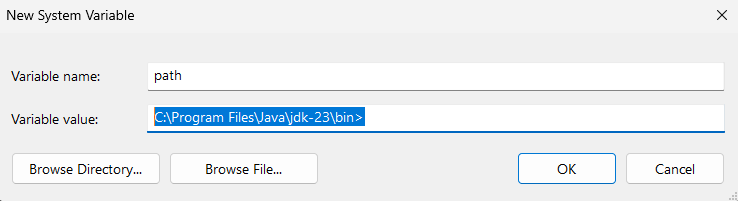 New System Variable
Variable name: path
Variable value: C:\Program Files\Java\jdk-23\bin>
Browse Directory... Browse File... OK Cancel